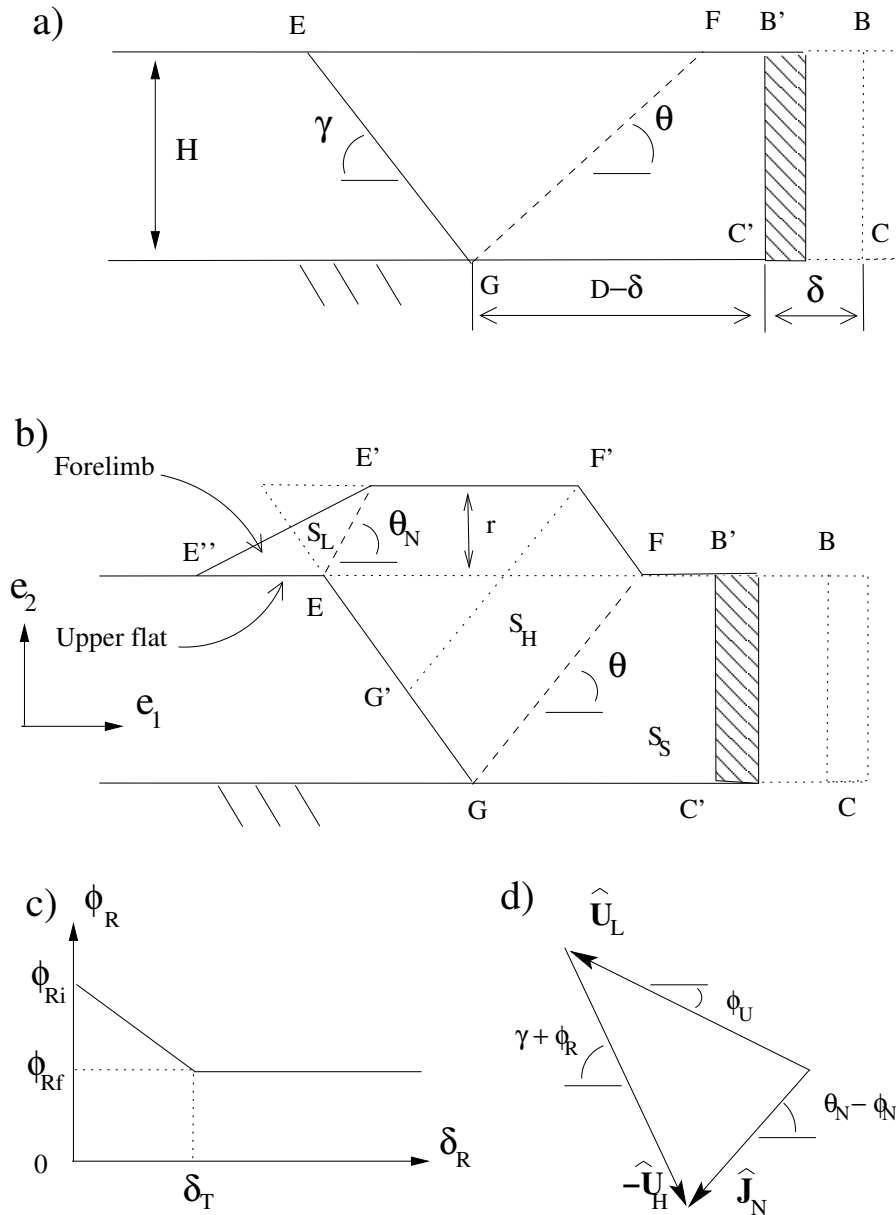 a)
E F B' B
γ θ
H
C' C
G D−δ δ
b)
Forelimb E' F'
S_L θ_N r
E'' F B' B
e_2
Upper flat E S_H
G' θ
e_1 S_S
G C' C
c) d)
ϕ_R Û_L
ϕ_Ri ϕ_U
γ + ϕ_R
ϕ_Rf θ_N − ϕ_N
0 δ_R
δ_T −Û_H Ĵ_N